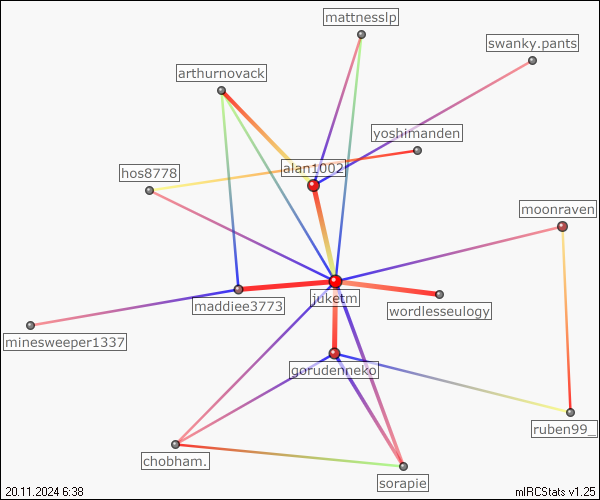 mattnesslp
swanky.pants
arthurnovack
yoshimanden
alan1002
hos8778
moonraven
juketm
maddiee3773
wordlesseulogy
minesweeper1337
gorudenneko
ruben99_
chobham.
sorapie
20.11.2024 6:38
mIRCStats v1.25